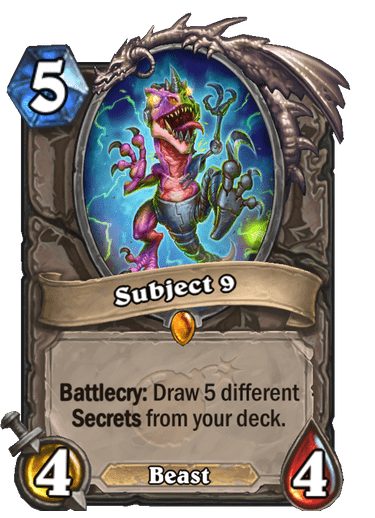 5
Subject 9
Battlecry: Draw 5 different
Secrets from your deck.
4
Beast
4